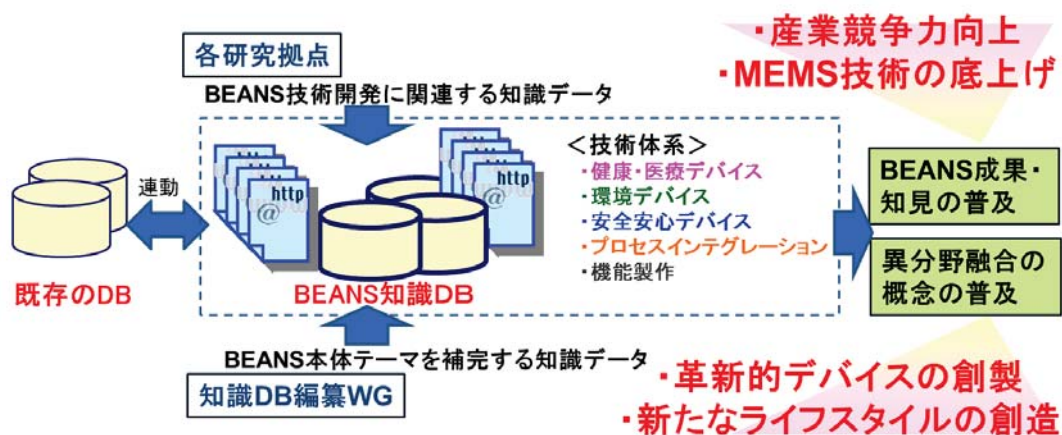 各研究拠点
BEANS技術開発に関連する知識データ
・産業競争力向上
・MEMS技術の底上げ
連動
既存のDB
http
@
http
@
BEANS知識DB
<技術体系>
・健康・医療デバイス
・環境デバイス
・安全安心デバイス
・プロセスインテグレーション
・機能製作
BEANS成果・
知見の普及
異分野融合の
概念の普及
BEANS本体テーマを補完する知識データ
知識DB編纂WG
・革新的デバイスの創製
・新たなライフスタイルの創造